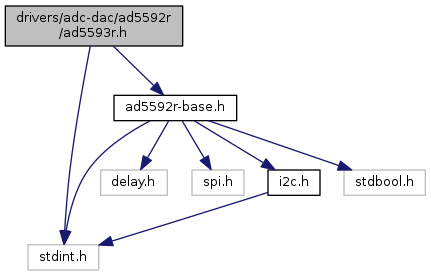 drivers/adc-dac/ad5592r
/ad5593r.h
ad5592r-base.h
delay.h
spi.h
i2c.h
stdbool.h
stdint.h